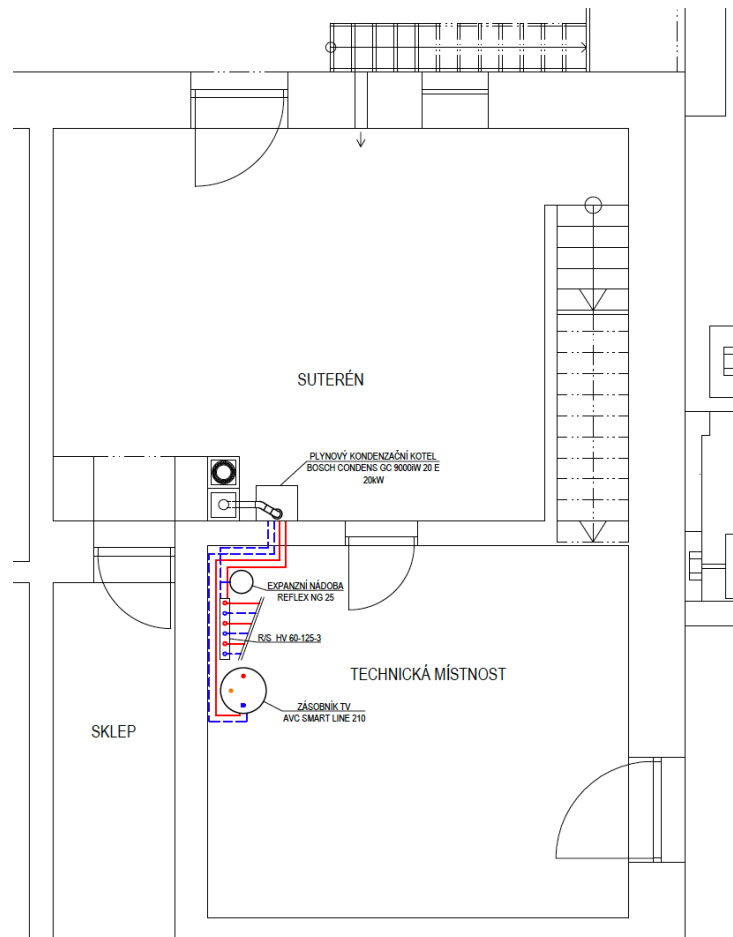 SUTERÉN
PLYNOVÝ KONDENZAČNÍ KOTEL
BOSCH CONDENS GC 9000iW 20 E
20kW
EXPANZNÍ NÁDOBA
REFLEX NG 25
R/S HV 60-125-3
TECHNICKÁ MÍSTNOST
ZÁSOBNÍK TV
AVC SMART LINE 210
SKLEP